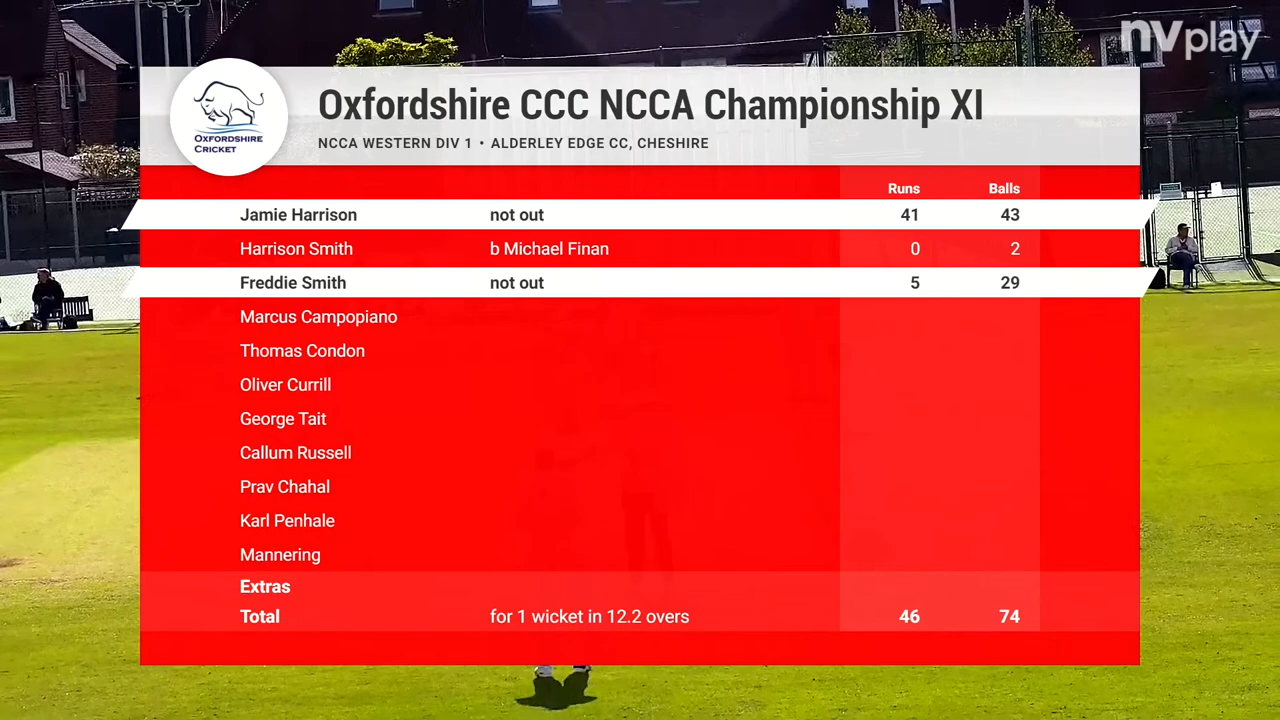 nvplay
Oxfordshire CCC NCCA Championship XI
NCCA WESTERN DIV 1 • ALDERLEY EDGE CC, CHESHIRE
OXFORDSHIRE
CRICKET
Runs Balls
Jamie Harrison not out 41 43
Harrison Smith b Michael Finan 0 2
Freddie Smith not out 5 29
Marcus Campopiano
Thomas Condon
Oliver Currill
George Tait
Callum Russell
Prav Chahal
Karl Penhale
Mannering
Extras
Total for 1 wicket in 12.2 overs 46 74